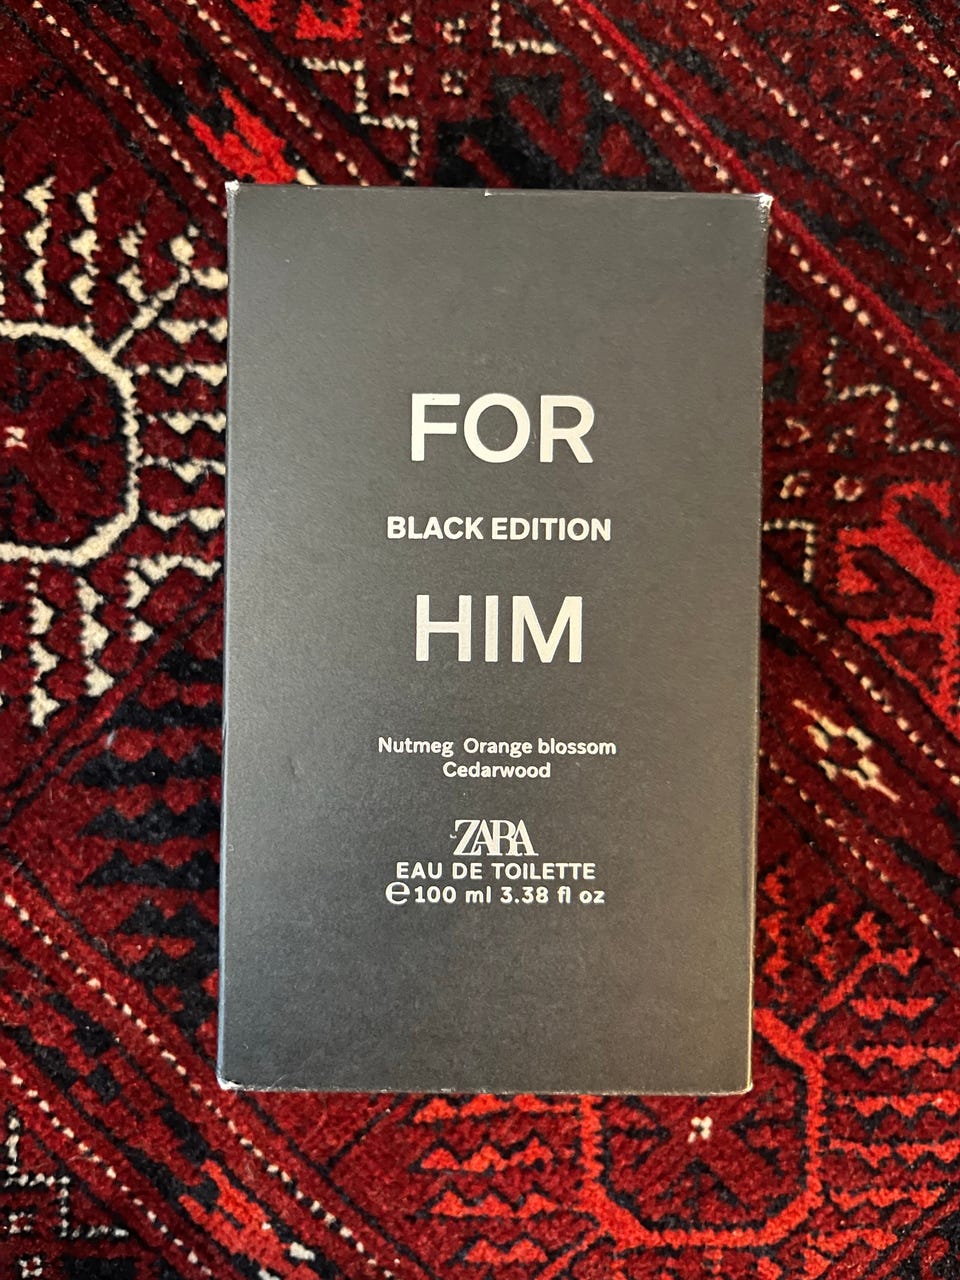 FOR
BLACK EDITION
HIM
Nutmeg Orange blossom
Cedarwood
ZARA
EAU DE TOILETTE
℮100 ml 3.38 fl oz